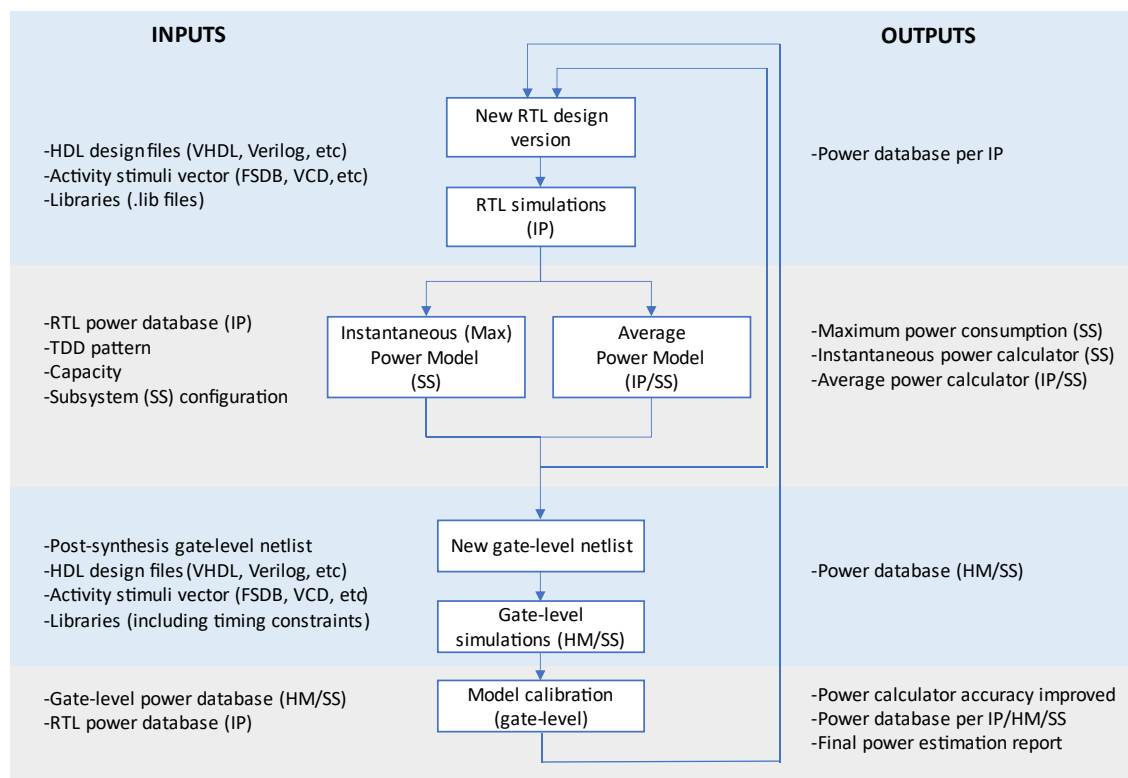 INPUTS
OUTPUTS
New RTL design
version
-HDL design files (VHDL, Verilog, etc)
-Activity stimuli vector (FSDB, VCD, etc)
-Libraries (.lib files)
-Power database per IP
RTL simulations
(IP)
-RTL power database (IP)
-TDD pattern
-Capacity
-Subsystem (SS) configuration
Instantaneous (Max)
Power Model
(SS)
Average
Power Model
(IP/SS)
-Maximum power consumption (SS)
-Instantaneous power calculator (SS)
-Average power calculator (IP/SS)
-Post-synthesis gate-level netlist
-HDL design files (VHDL, Verilog, etc)
-Activity stimuli vector (FSDB, VCD, etc)
-Libraries (including timing constraints)
New gate-level netlist
Gate-level
simulations (HM/SS)
-Power database (HM/SS)
-Gate-level power database (HM/SS)
-RTL power database (IP)
Model calibration
(gate-level)
-Power calculator accuracy improved
-Power database per IP/HM/SS
-Final power estimation report